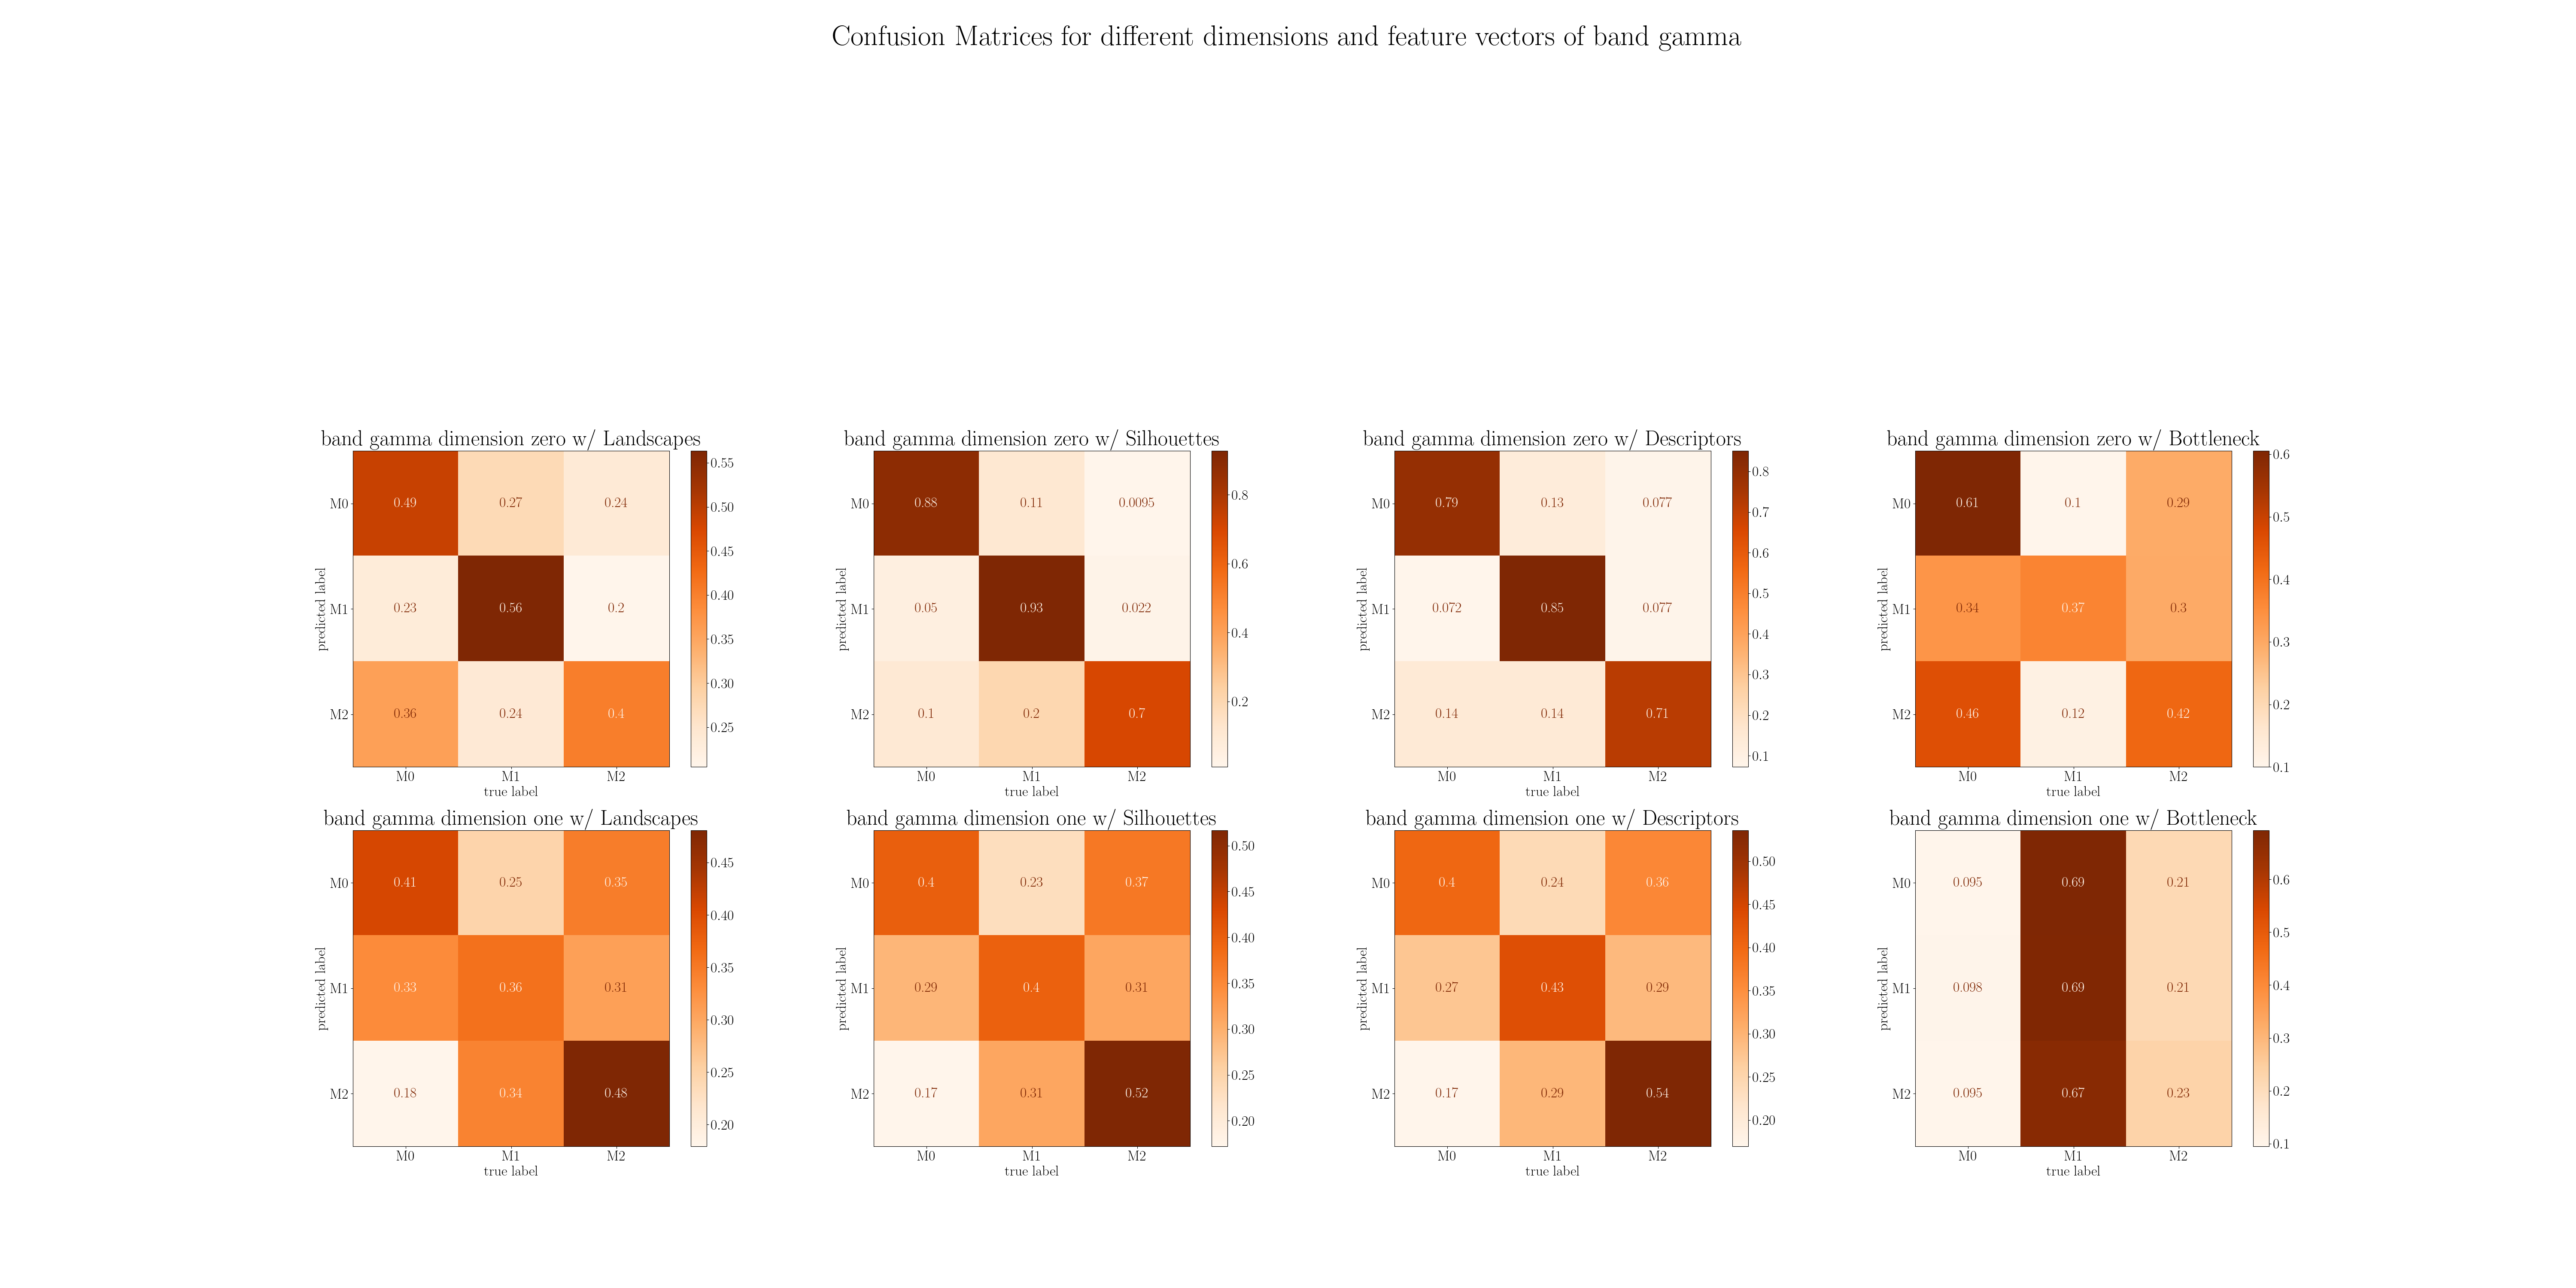 Confusion Matrices for different dimensions and feature vectors of band gamma
band gamma dimension zero w/ Landscapes
predicted label
M0 0.49 0.27 0.24
M1 0.23 0.56 0.2
M2 0.36 0.24 0.4
M0 M1 M2
true label
0.55
0.50
0.45
0.40
0.35
0.30
0.25
band gamma dimension zero w/ Silhouettes
predicted label
M0 0.88 0.11 0.0095
M1 0.05 0.93 0.022
M2 0.1 0.2 0.7
M0 M1 M2
true label
0.8
0.6
0.4
0.2
band gamma dimension zero w/ Descriptors
predicted label
M0 0.79 0.13 0.077
M1 0.072 0.85 0.077
M2 0.14 0.14 0.71
M0 M1 M2
true label
0.8
0.7
0.6
0.5
0.4
0.3
0.2
0.1
band gamma dimension zero w/ Bottleneck
predicted label
M0 0.61 0.1 0.29
M1 0.34 0.37 0.3
M2 0.46 0.12 0.42
M0 M1 M2
true label
0.6
0.5
0.4
0.3
0.2
0.1
band gamma dimension one w/ Landscapes
predicted label
M0 0.41 0.25 0.35
M1 0.33 0.36 0.31
M2 0.18 0.34 0.48
M0 M1 M2
true label
0.45
0.40
0.35
0.30
0.25
0.20
band gamma dimension one w/ Silhouettes
predicted label
M0 0.4 0.23 0.37
M1 0.29 0.4 0.31
M2 0.17 0.31 0.52
M0 M1 M2
true label
0.50
0.45
0.40
0.35
0.30
0.25
0.20
band gamma dimension one w/ Descriptors
predicted label
M0 0.4 0.24 0.36
M1 0.27 0.43 0.29
M2 0.17 0.29 0.54
M0 M1 M2
true label
0.50
0.45
0.40
0.35
0.30
0.25
0.20
band gamma dimension one w/ Bottleneck
predicted label
M0 0.095 0.69 0.21
M1 0.098 0.69 0.21
M2 0.095 0.67 0.23
M0 M1 M2
true label
0.6
0.5
0.4
0.3
0.2
0.1